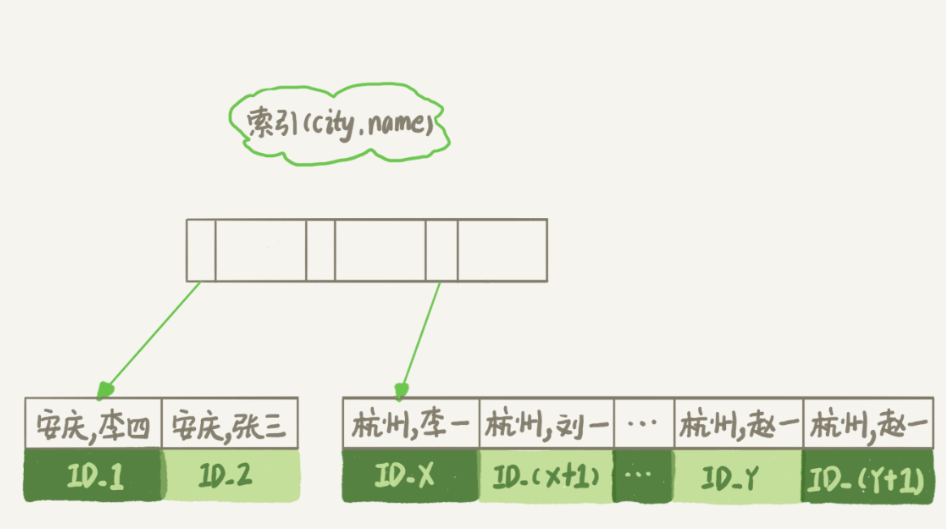 索引(city,name)
安庆,李四 安庆,张三 杭州,李一 杭州,刘一 ... 杭州,赵一 杭州,赵一
ID_1 ID_2 ID_X ID_(X+1) ... ID_Y ID_(Y+1)